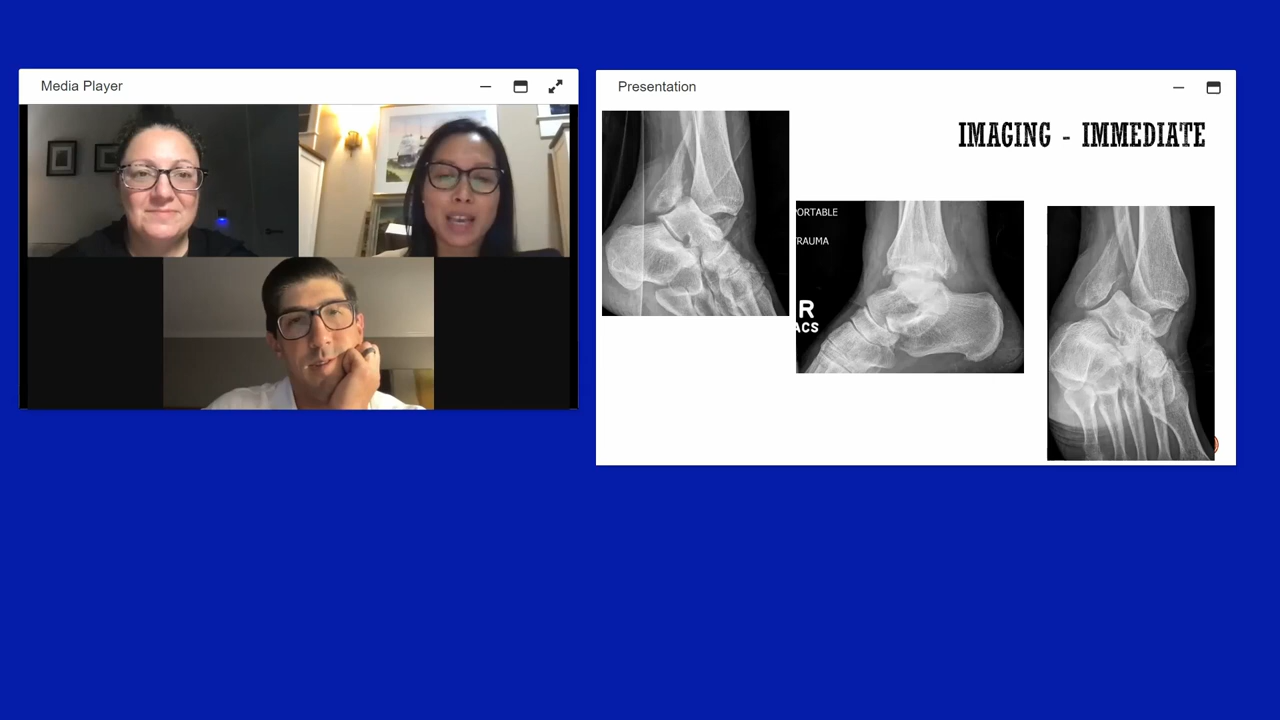 Media Player
Presentation
IMAGING - IMMEDIATE
ORTABLE
RAUMA
R
ACS